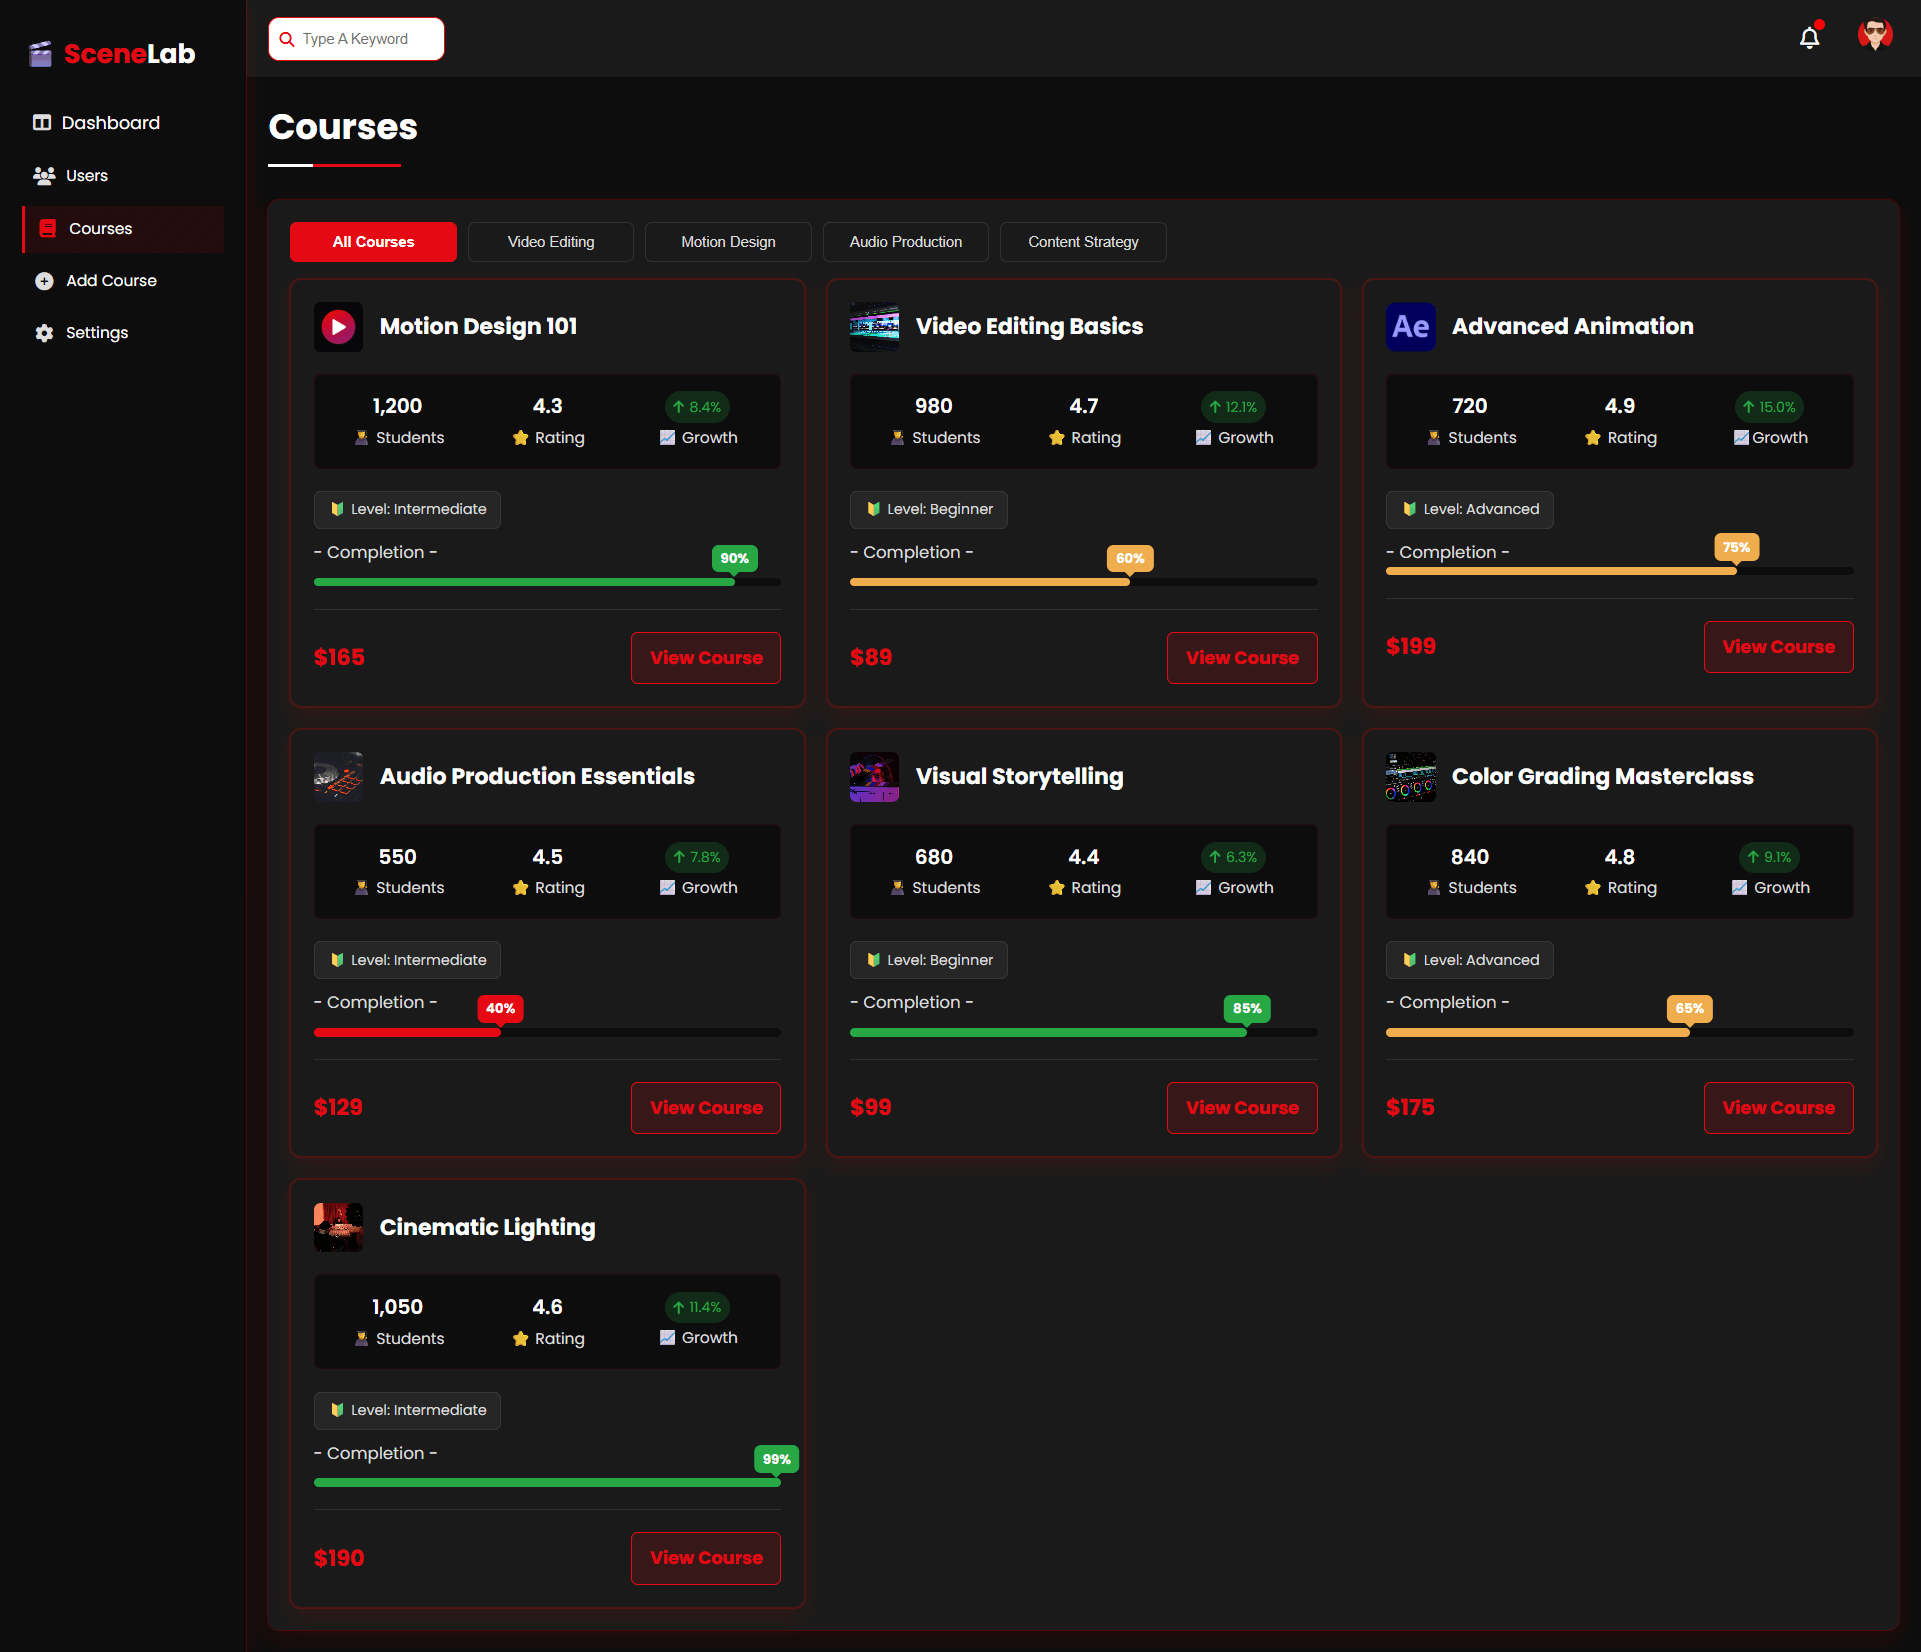 SceneLab
Type A Keyword
Dashboard
Users
Courses
Add Course
Settings
Courses
All Courses
Video Editing
Motion Design
Audio Production
Content Strategy
Motion Design 101
1,200
4.3
8.4%
Students
Rating
Growth
Level: Intermediate
- Completion -
90%
$165
View Course
Video Editing Basics
980
4.7
12.1%
Students
Rating
Growth
Level: Beginner
- Completion -
60%
$89
View Course
Ae
Advanced Animation
720
4.9
15.0%
Students
Rating
Growth
Level: Advanced
- Completion -
75%
$199
View Course
Audio Production Essentials
550
4.5
7.8%
Students
Rating
Growth
Level: Intermediate
- Completion -
40%
$129
View Course
Visual Storytelling
680
4.4
6.3%
Students
Rating
Growth
Level: Beginner
- Completion -
85%
$99
View Course
Color Grading Masterclass
840
4.8
9.1%
Students
Rating
Growth
Level: Advanced
- Completion -
65%
$175
View Course
Cinematic Lighting
1,050
4.6
11.4%
Students
Rating
Growth
Level: Intermediate
- Completion -
99%
$190
View Course